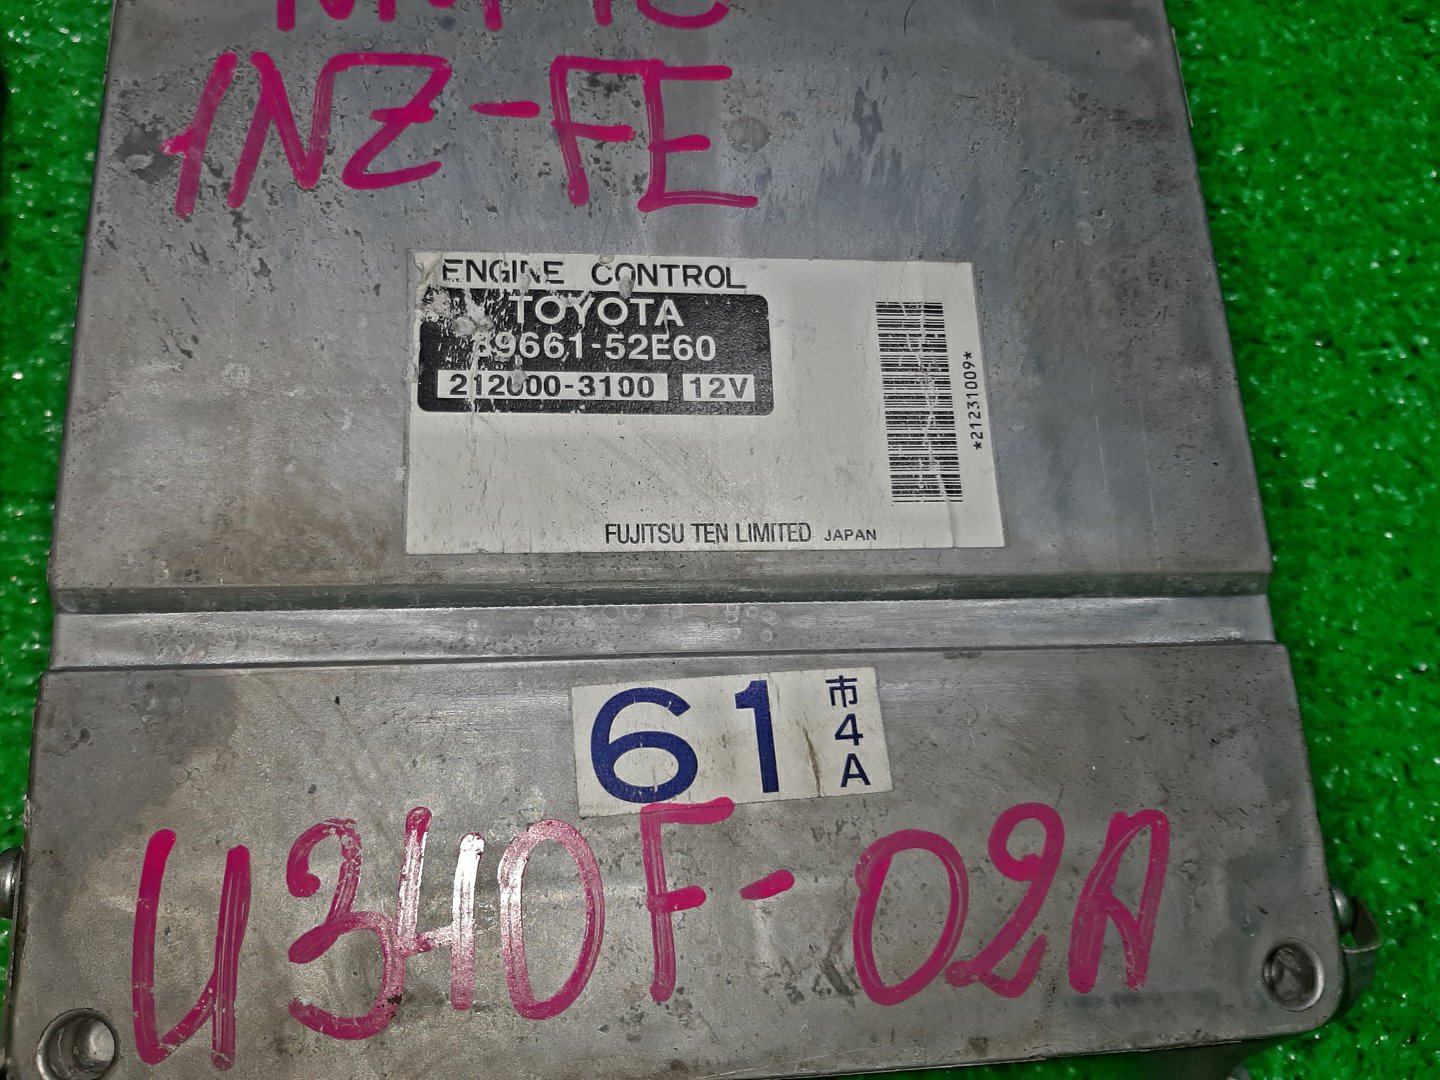 1NZ-FE
ENGINE CONTROL
TOYOTA
89661-52E60
212000-3100 12V
*21231009*
FUJITSU TEN LIMITED JAPAN
61 市4A
U340F-02A